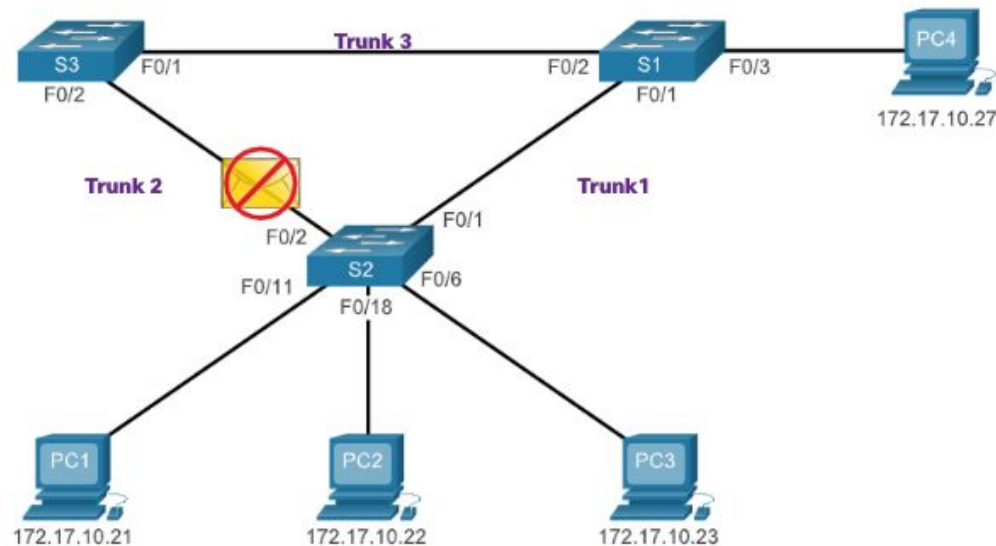 Trunk 3
S3
F0/1
F0/2
F0/2
S1
F0/3
F0/1
PC4
172.17.10.27
Trunk 2
Trunk1
F0/1
F0/2
S2
F0/6
F0/11
F0/18
PC1
PC2
PC3
172.17.10.21
172.17.10.22
172.17.10.23